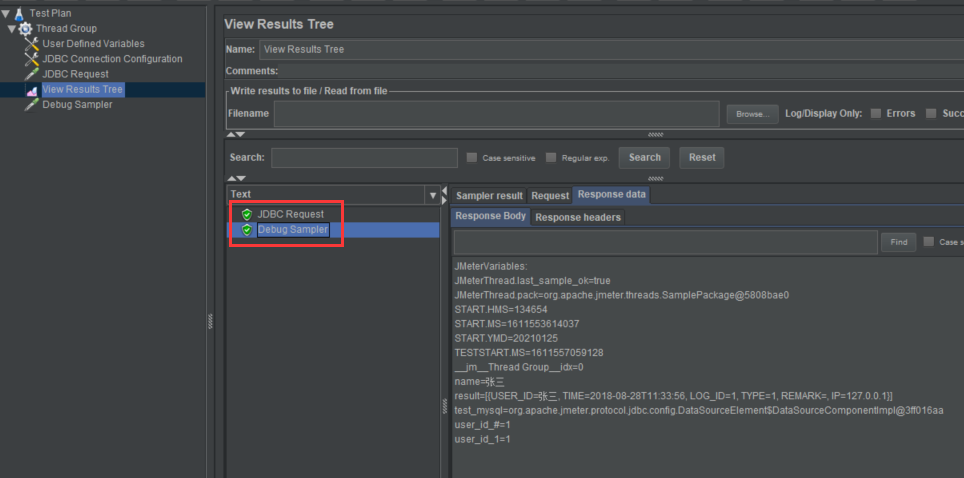 Test Plan
Thread Group
User Defined Variables
JDBC Connection Configuration
JDBC Request
View Results Tree
Debug Sampler
View Results Tree
Name: View Results Tree
Comments:
Write results to file / Read from file
Filename Browse... Log/Display Only: Errors Succ
Search: Case sensitive Regular exp. Search Reset
Text
JDBC Request
Debug Sampler
Sampler result Request Response data
Response Body Response headers
Find Case s
JMeterVariables:
JMeterThread.last_sample_ok=true
JMeterThread.pack=org.apache.jmeter.threads.SamplePackage@5808bae0
START.HMS=134654
START.MS=1611553614037
START.YMD=20210125
TESTSTART.MS=1611557059128
__jm__Thread Group__idx=0
name=张三
result=[{USER_ID=张三, TIME=2018-08-28T11:33:56, LOG_ID=1, TYPE=1, REMARK=, IP=127.0.0.1}]
test_mysql=org.apache.jmeter.protocol.jdbc.config.DataSourceElement$DataSourceComponentImpl@3ff016aa
user_id_#=1
user_id_1=1